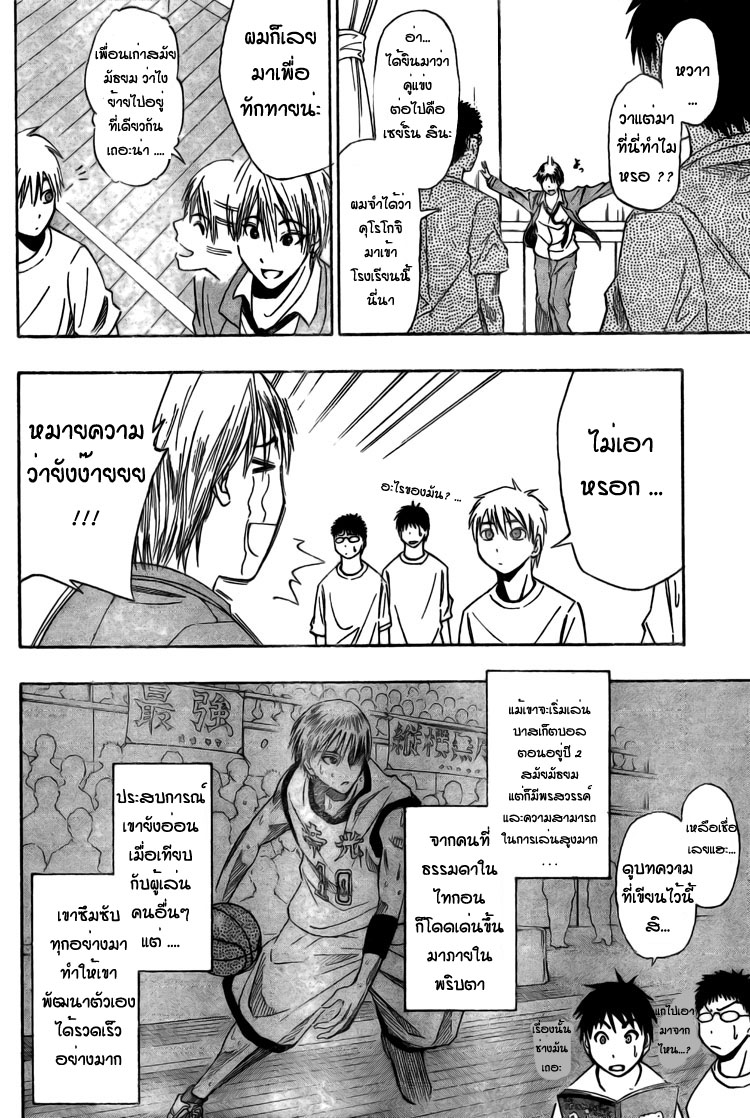 หวาา
...
ว่าแต่มา
ที่นี่ทำไม
หรอ ??
อ่า...
ได้ยินมาว่า
คู่แข่ง
ต่อไปคือ
เซย์ริน สินะ
ผมจำได้ว่า
คุโรโกจิ
มาเข้า
โรงเรียนนี้
นี่นา
ผมก็เลย
มาเพื่อ
ทักทายน่ะ
เพื่อนเก่าสมัย
มัธยม ว่าไง
ย้ายไปอยู่
ที่เดียวกัน
เถอะน่า ....
ไม่เอา
หรอก ...
อะไรของมัน? ...
หมายความ
ว่ายังง๊ายยย
!!!
เหลือเชื่อ
เลยแฮะ...
ดูบทความ
ที่เขียนไว้นี้
สิ...
แม้เขาจะเริ่มเล่น
บาสเก็ตบอล
ตอนอยู่ปี 2
สมัยมัธยม
แต่ก็มีพรสวรรค์
และความสามารถ
ในการเล่นสูงมาก
...
จากคนที่
ธรรมดาใน
ไทกอน
ก็โดดเด่นขึ้น
มาภายใน
พริบตา
最強
縦横無
帝光
10
ประสบการณ์
เขายังอ่อน
เมื่อเทียบ
กับผู้เล่น
คนอื่นๆ
แต่ ....
เขาซึมซับ
ทุกอย่างมา
ทำให้เขา
พัฒนาตัวเอง
ได้รวดเร็ว
อย่างมาก
แกไปเอา
มาจาก
ไหน...?
เรื่องนั้น
ช่างมัน
เถอะ